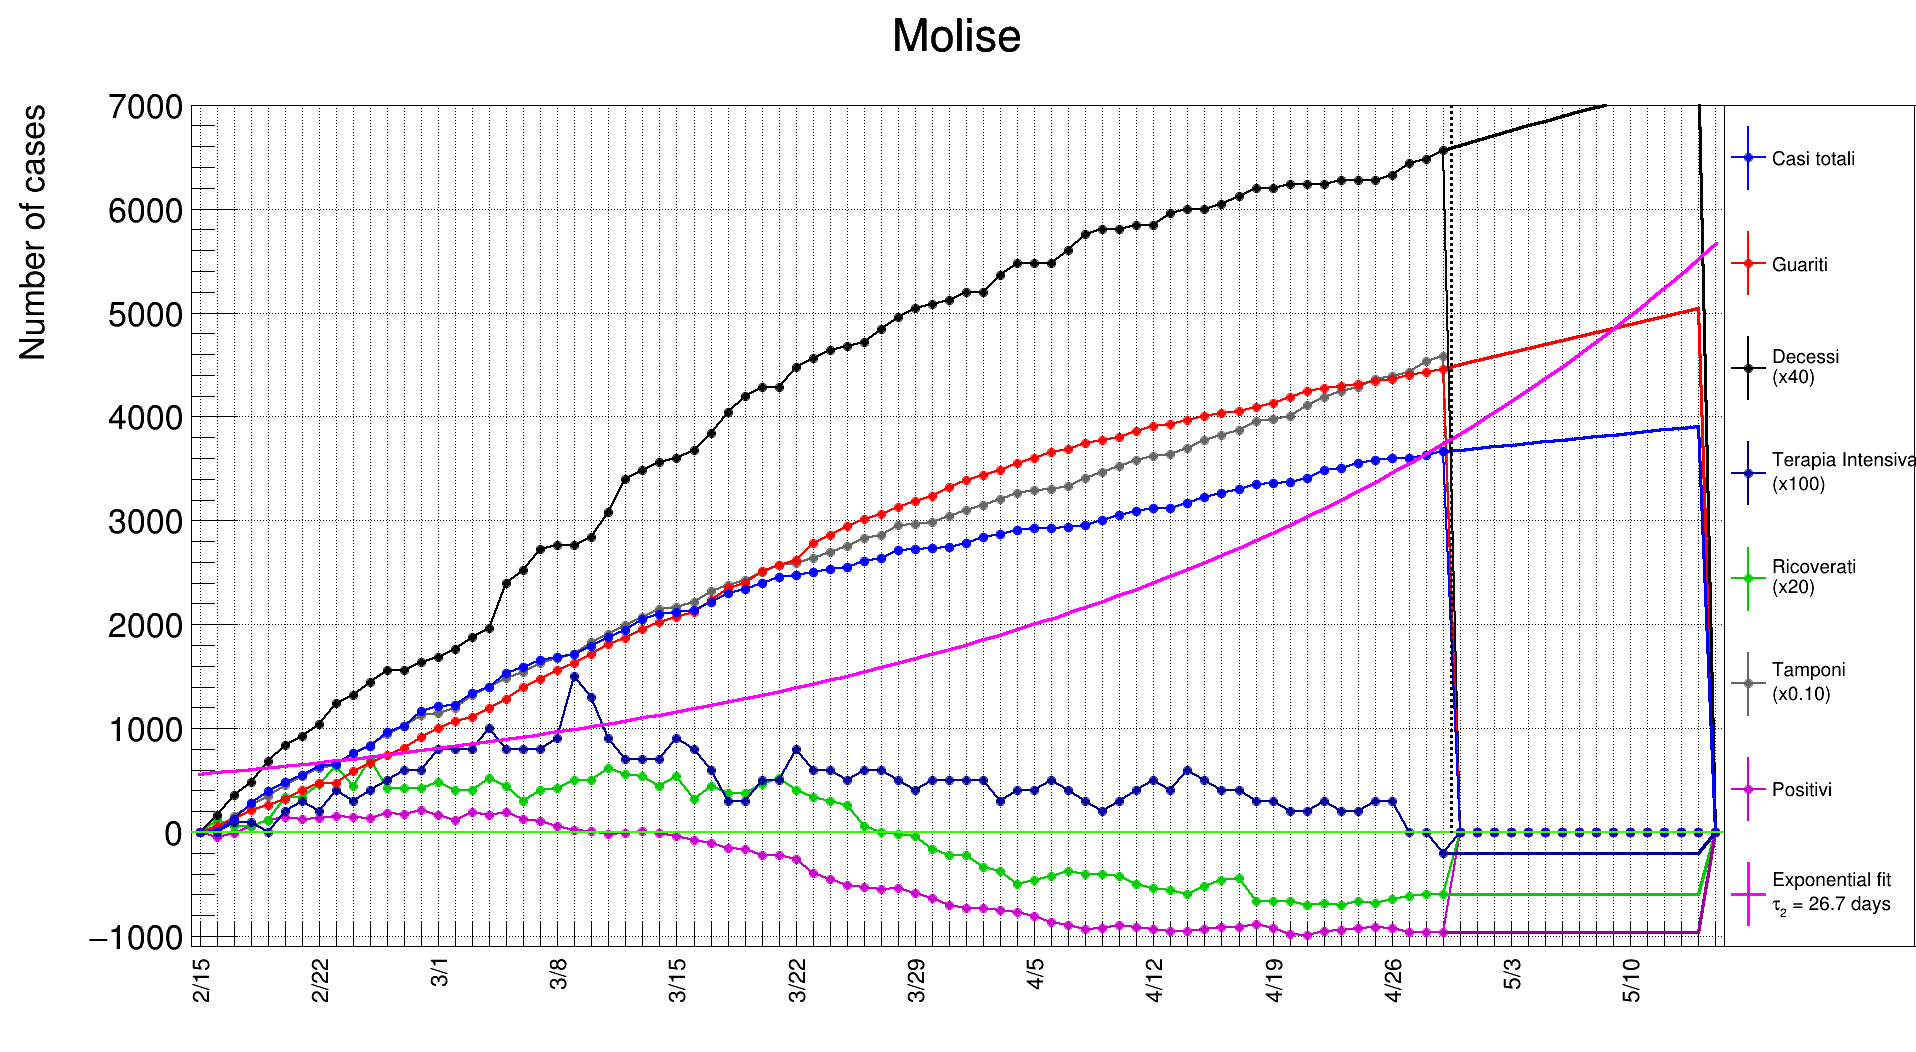 Molise
Number of cases
7000
6000
5000
4000
3000
2000
1000
0
−1000
2/15
2/22
3/1
3/8
3/15
3/22
3/29
4/5
4/12
4/19
4/26
5/3
5/10
Casi totali
Guariti
Decessi
(x40)
Terapia Intensiva
(x100)
Ricoverati
(x20)
Tamponi
(x0.10)
Positivi
Exponential fit
τ2 = 26.7 days